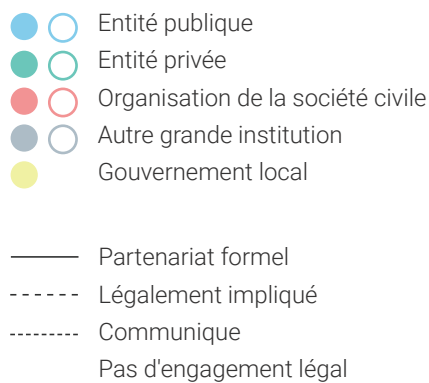 Entité publique
Entité privée
Organisation de la société civile
Autre grande institution
Gouvernement local
Partenariat formel
Légalement impliqué
Communique
Pas d'engagement légal